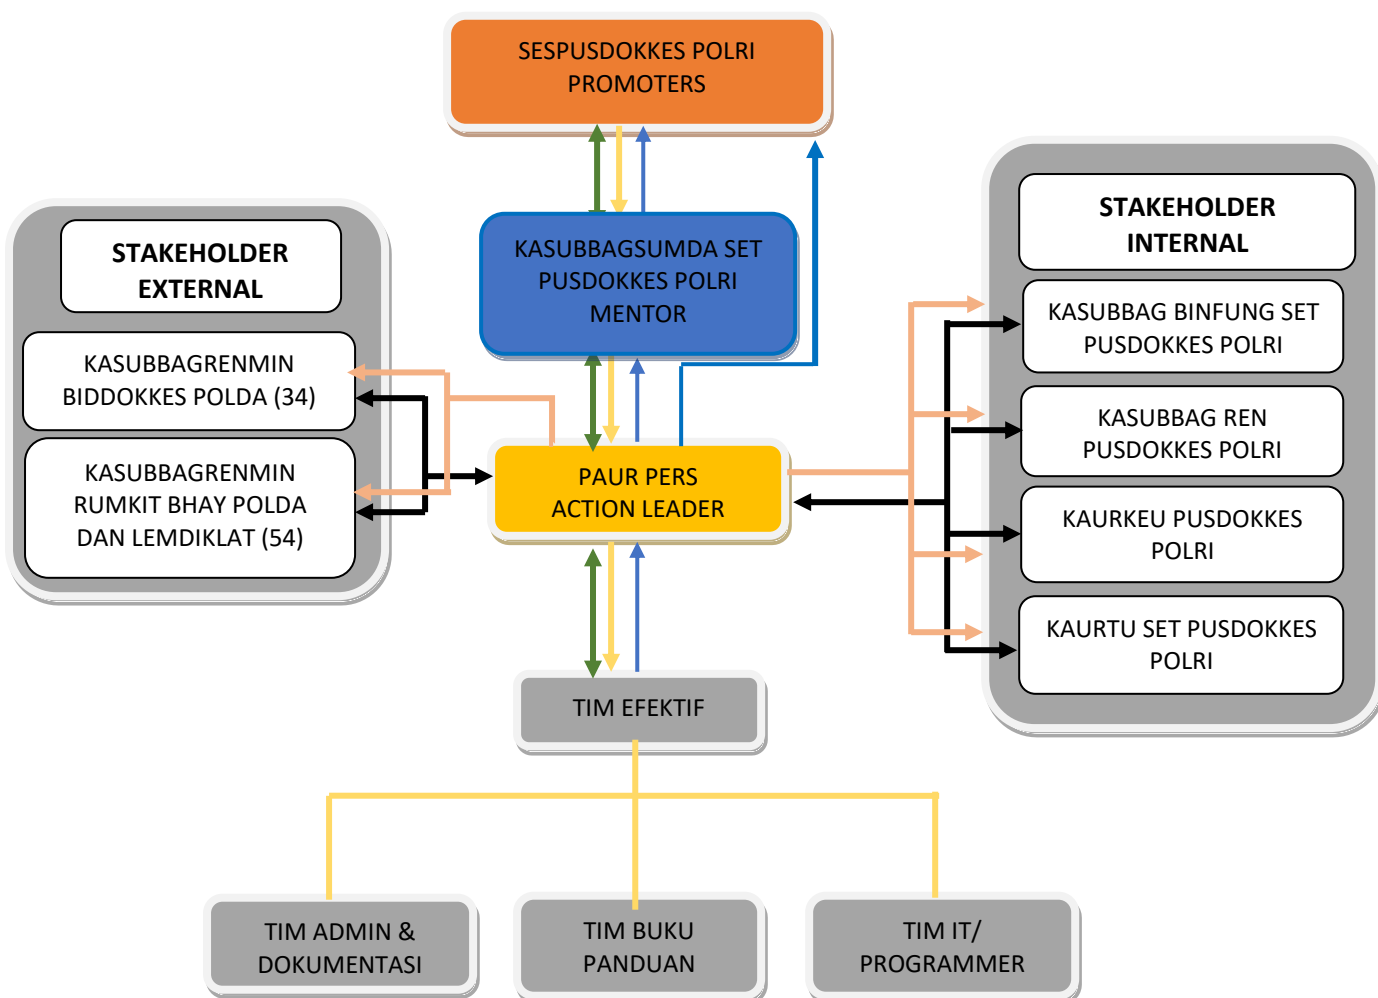 SESPUSDOKKES POLRI
PROMOTERS
KASUBBAGSUMDA SET
PUSDOKKES POLRI
MENTOR
STAKEHOLDER
EXTERNAL
KASUBBAGRENMIN
BIDDOKKES POLDA (34)
KASUBBAGRENMIN
RUMKIT BHAY POLDA
DAN LEMDIKLAT (54)
PAUR PERS
ACTION LEADER
STAKEHOLDER
INTERNAL
KASUBBAG BINFUNG SET
PUSDOKKES POLRI
KASUBBAG REN
PUSDOKKES POLRI
KAURKEU PUSDOKKES
POLRI
KAURTU SET PUSDOKKES
POLRI
TIM EFEKTIF
TIM ADMIN &
DOKUMENTASI
TIM BUKU
PANDUAN
TIM IT/
PROGRAMMER